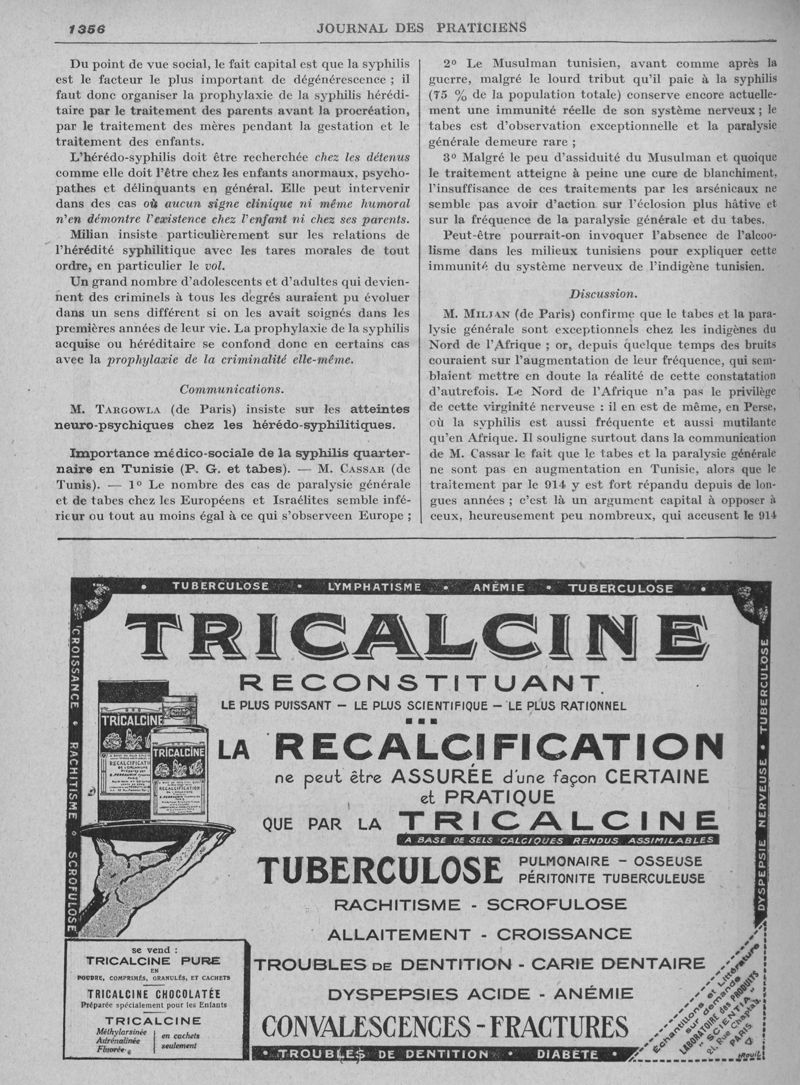 1356
JOURNAL DES PRATICIENS
Du point de vue social, le fait capital est que la syphilis
est le facteur le plus important de dégénérescence ; il
faut donc organiser la prophylaxie de la syphilis hérédi-
taire par le traitement des parents avant la procréation,
par le traitement des mères pendant la gestation et le
traitement des enfants.
L'hérédo-syphilis doit être recherchée chez les détenus
comme elle doit l'être chez les enfants anormaux, psycho-
pathes et délinquants en général. Elle peut intervenir
dans des cas où aucun signe clinique ni même humoral
n'en démontre l'existence chez l'enfant ni chez ses parents.
Milian insiste particulièrement sur les relations de
l'hérédité syphilitique avec les tares morales de tout
ordre, en particulier le vol.
Un grand nombre d'adolescents et d'adultes qui devien-
nent des criminels à tous les degrés auraient pu évoluer
dans un sens différent si on les avait soignés dans les
premières années de leur vie. La prophylaxie de la syphilis
acquise ou héréditaire se confond donc en certains cas
avec la prophylaxie de la criminalité elle-même.
Communications.
M. TARGOWLA (de Paris) insiste sur les atteintes
neuro-psychiques chez les hérédo-syphilitiques.
Importance médico-sociale de la syphilis quarter-
naire en Tunisie (P. G. et tabes). — M. CASSAR (de
Tunis). — 1° Le nombre des cas de paralysie générale
et de tabes chez les Européens et Israélites semble infé-
rieur ou tout au moins égal à ce qui s'observeen Europe ;
2° Le Musulman tunisien, avant comme après la
guerre, malgré le lourd tribut qu'il paie à la syphilis
(75 % de la population totale) conserve encore actuelle-
ment une immunité réelle de son système nerveux ; le
tabes est d'observation exceptionnelle et la paralysie
générale demeure rare ;
3° Malgré le peu d'assiduité du Musulman et quoique
le traitement atteigne à peine une cure de blanchiment,
l'insuffisance de ces traitements par les arsénicaux ne
semble pas avoir d'action sur l'éclosion plus hâtive et
sur la fréquence de la paralysie générale et du tabes.
Peut-être pourrait-on invoquer l'absence de l'alcoo-
lisme dans les milieux tunisiens pour expliquer cette
immunité du système nerveux de l'indigène tunisien.
Discussion.
M. MILIAN (de Paris) confirme que le tabes et la para-
lysie générale sont exceptionnels chez les indigènes du
Nord de l'Afrique ; or, depuis quelque temps des bruits
couraient sur l'augmentation de leur fréquence, qui sem-
blaient mettre en doute la réalité de cette constatation
d'autrefois. Le Nord de l'Afrique n'a pas le privilège
de cette virginité nerveuse : il en est de même, en Perse,
où la syphilis est aussi fréquente et aussi mutilante
qu'en Afrique. Il souligne surtout dans la communication
de M. Cassar le fait que le tabes et la paralysie générale
ne sont pas en augmentation en Tunisie, alors que le
traitement par le 914 y est fort répandu depuis de lon-
gues années ; c'est là un argument capital à opposer à
ceux, heureusement peu nombreux, qui accusent le 914
• TUBERCULOSE • LYMPHATISME • ANÉMIE • TUBERCULOSE •
CROISSANCE • RACHITISME • SCROFULOSE
TRICALCINE
RECONSTITUANT
LE PLUS PUISSANT — LE PLUS SCIENTIFIQUE — LE PLUS RATIONNEL
TRICALCINE
RECALCIFICATION
TRICALCINE
RECALCIFICATION
LA RECALCIFICATION
ne peut être ASSURÉE d'une façon CERTAINE
et PRATIQUE
QUE PAR LA TRICALCINE
A BASE DE SELS CALCIQUES RENDUS ASSIMILABLES
TUBERCULOSE PULMONAIRE - OSSEUSE
PÉRITONITE TUBERCULEUSE
RACHITISME - SCROFULOSE
ALLAITEMENT - CROISSANCE
TROUBLES DE DENTITION - CARIE DENTAIRE
DYSPEPSIES ACIDE - ANÉMIE
CONVALESCENCES - FRACTURES
DYSPEPSIE NERVEUSE • TUBERCULOSE
se vend :
TRICALCINE PURE
EN
POUDRE, COMPRIMÉS, GRANULÉS, ET CACHETS
TRICALCINE CHOCOLATÉE
Préparée spécialement pour les Enfants
TRICALCINE
Méthylarsinée
Adrénalinée
Fluorée
en cachets
seulement
Échantillons et Littérature
sur demande
LABORATOIRE des PRODUITS
"SCIENTIA"
21, Rue Chaptal
PARIS
• TROUBLES DE DENTITION • DIABÈTE •